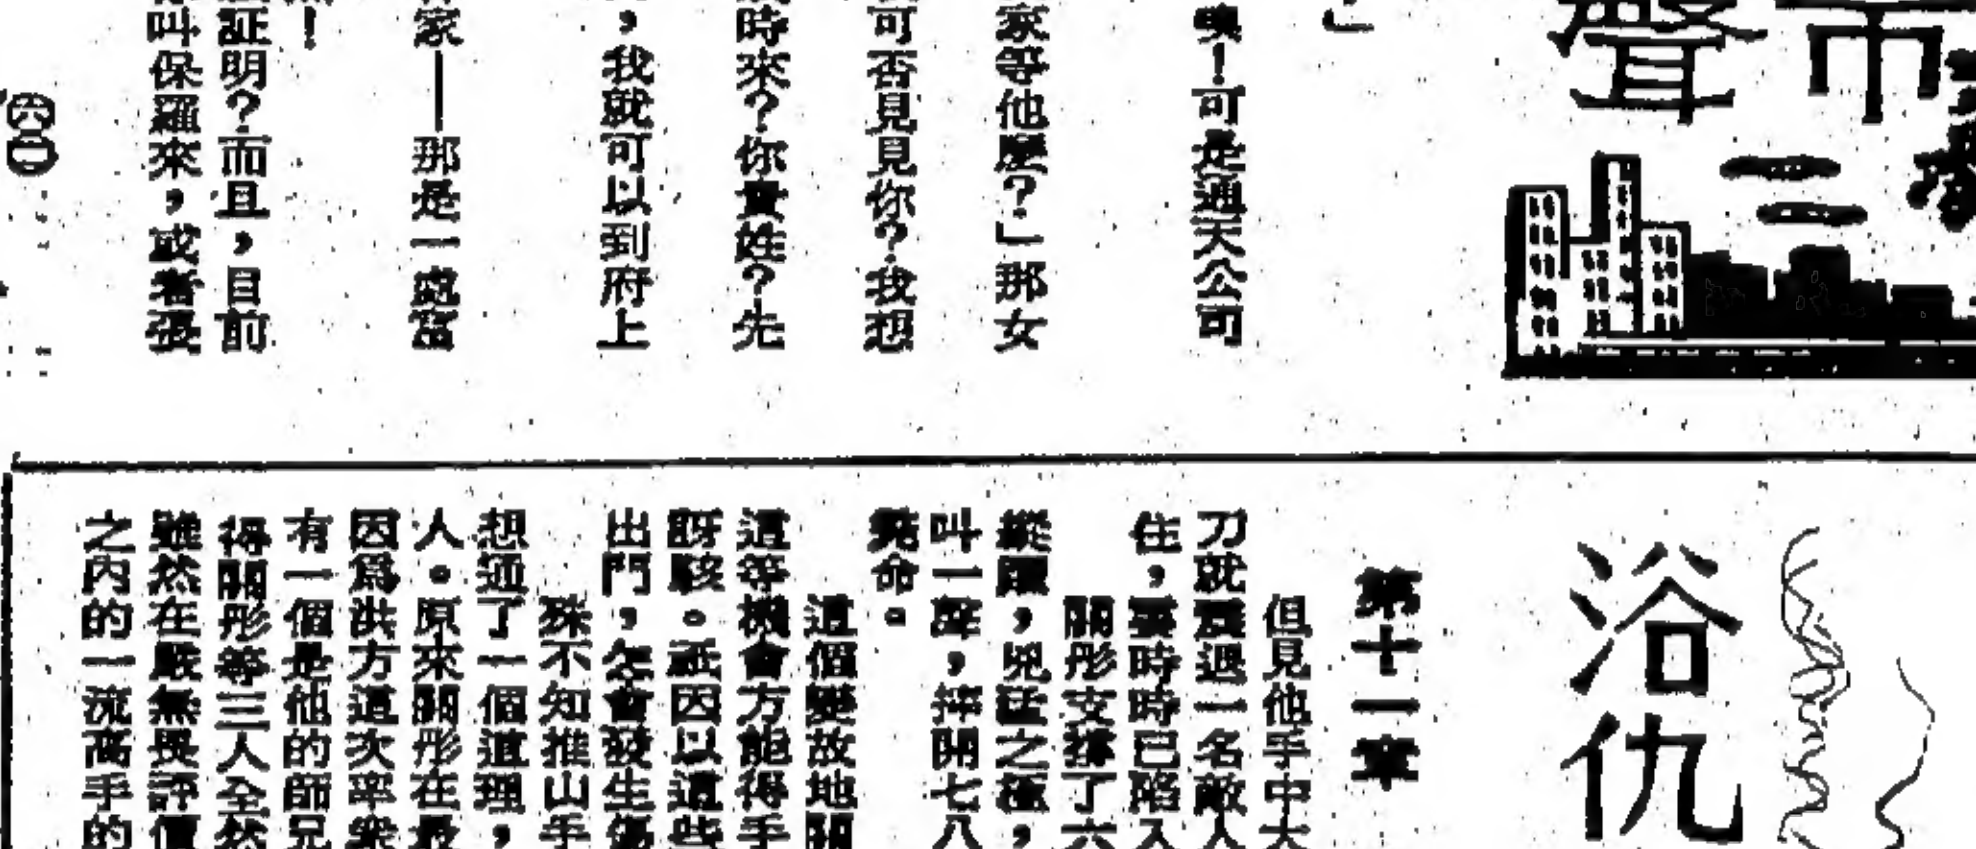 市聲
」
！可是通天公司
家等他麼？」那女
可否見見你？我想
時來？你貴姓？先
，我就可以到府上
家——那是一處富
！
証明？而且，目前
叫保羅來，或者張
浴仇
第十一章
但見他手中大
刀就震退一名敵人
住，霎時時已陷入
關彤支撐了六
縱躍，兇猛之極，
叫一聲，摔開七八
斃命。
這個變故地關
這等機會方能得手
訝駭。祇因以這些
出門，怎會發生傷
殊不知推山手
想通了一個道理，
人。原來關彤在最
因爲洪方這次率衆
有一個是他的師兄
得關彤等三人全然
雖然在嚴無畏評價
之內的一流高手的